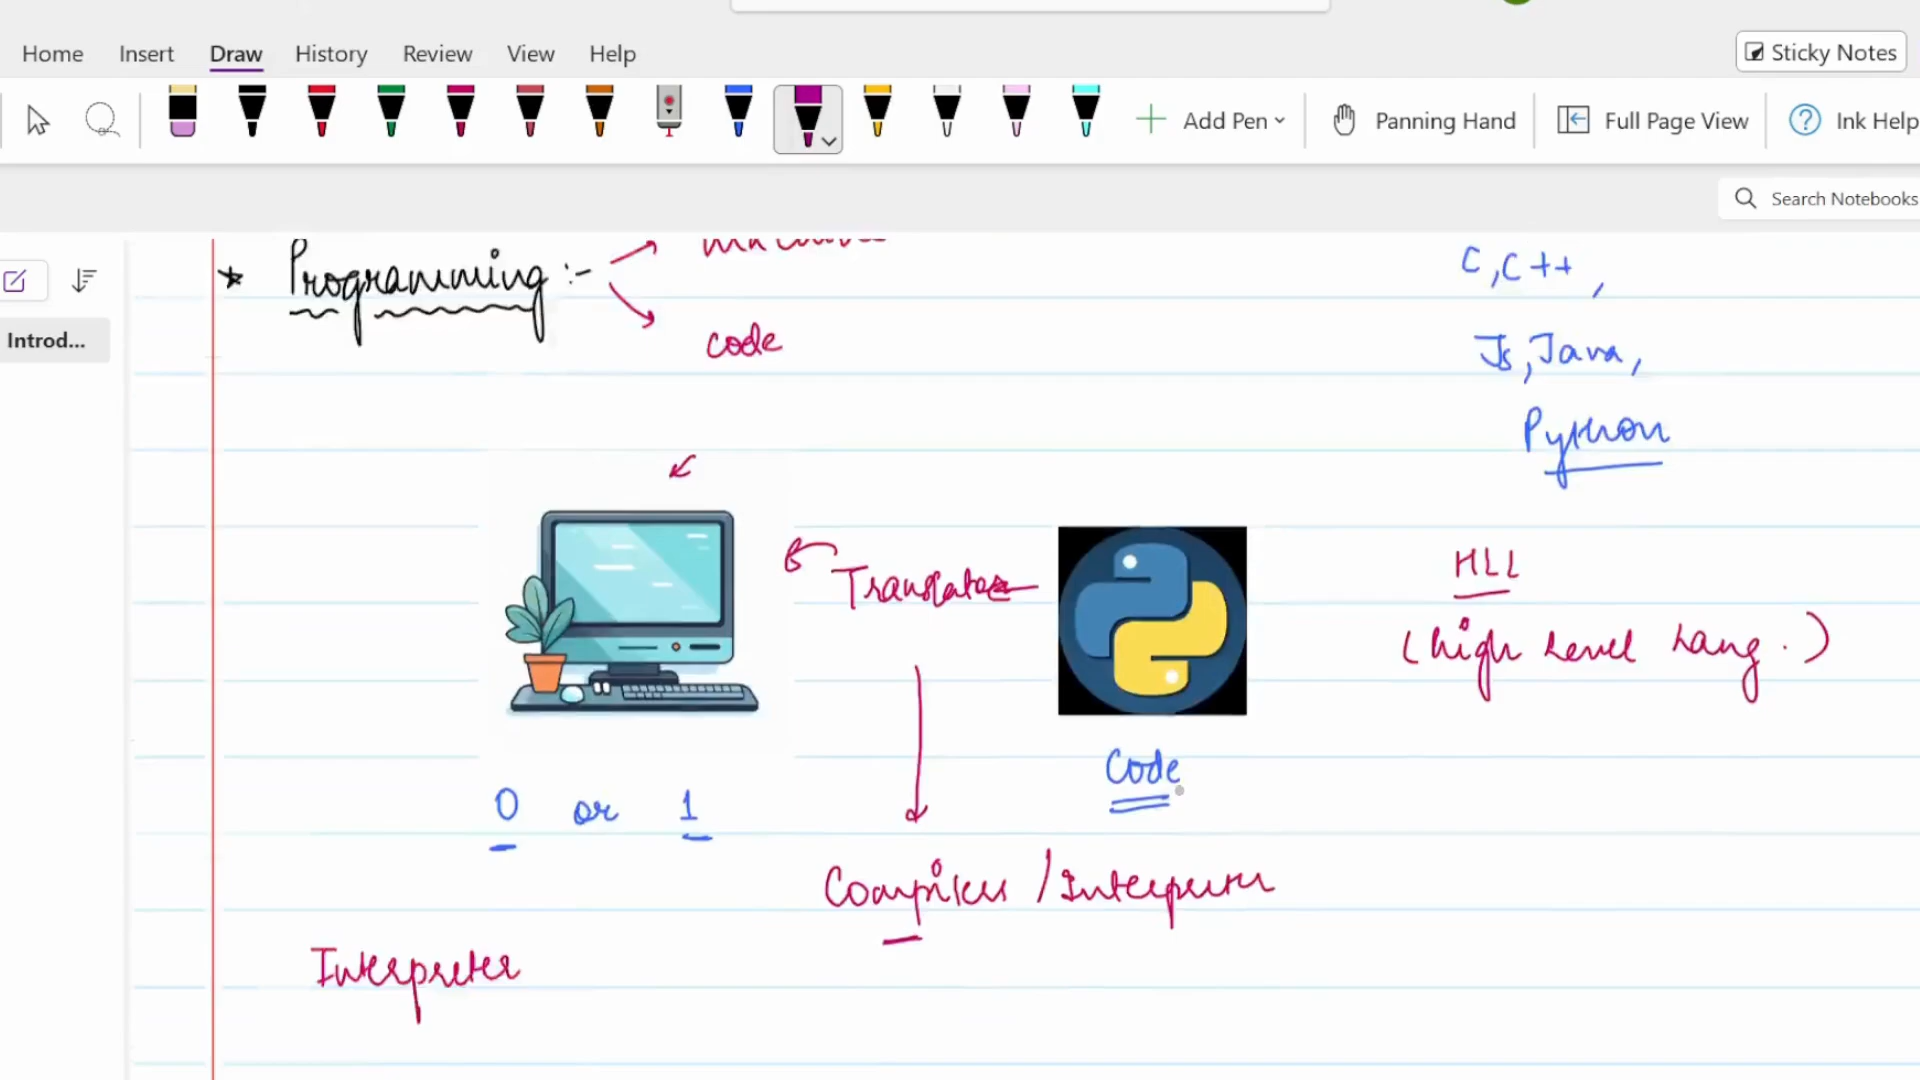 Home Insert Draw History Review View Help Sticky Notes
Add Pen Panning Hand Full Page View Ink Help
Search Notebooks
Introd...
* Programming :-
code
C, C++,
Js, Java,
Python
Translate
HLL
(high Level Lang.)
Code
0 or 1
Compiler / Interpreter
Interpreter